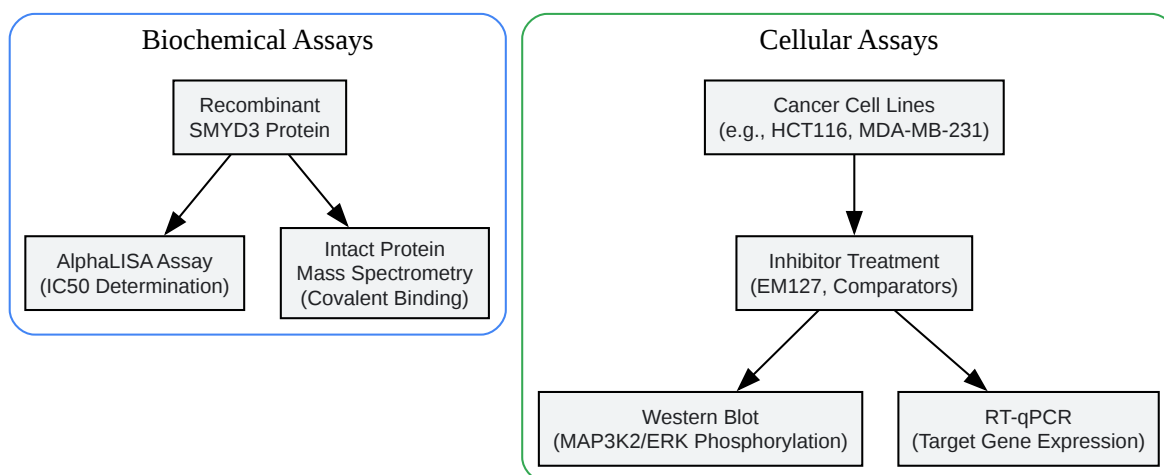 Biochemical Assays
Recombinant
SMYD3 Protein
AlphaLISA Assay
(IC50 Determination)
Intact Protein
Mass Spectrometry
(Covalent Binding)
Cellular Assays
Cancer Cell Lines
(e.g., HCT116, MDA-MB-231)
Inhibitor Treatment
(EM127, Comparators)
Western Blot
(MAP3K2/ERK Phosphorylation)
RT-qPCR
(Target Gene Expression)